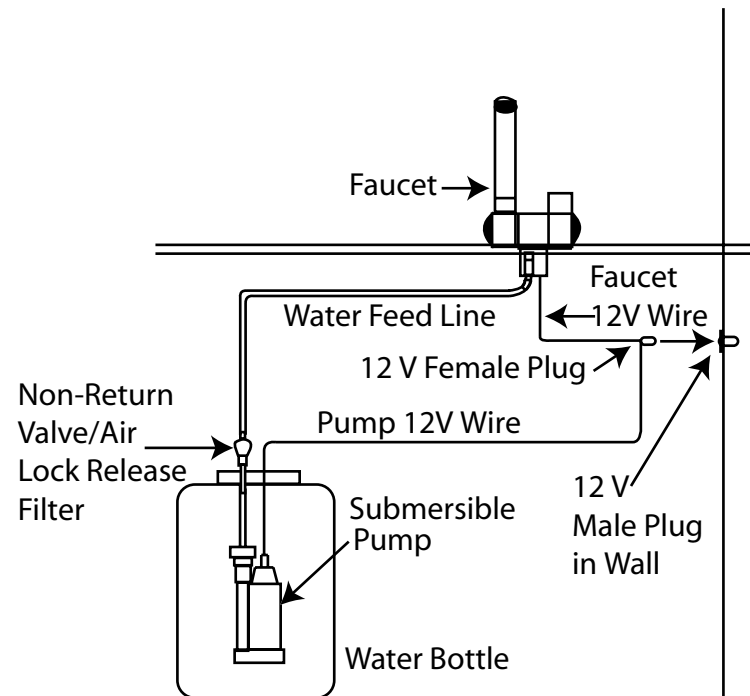 Faucet
Faucet
12V Wire
Water Feed Line
12 V Female Plug
Non-Return
Valve/Air
Lock Release
Filter
Pump 12V Wire
12 V
Male Plug
in Wall
Submersible
Pump
Water Bottle